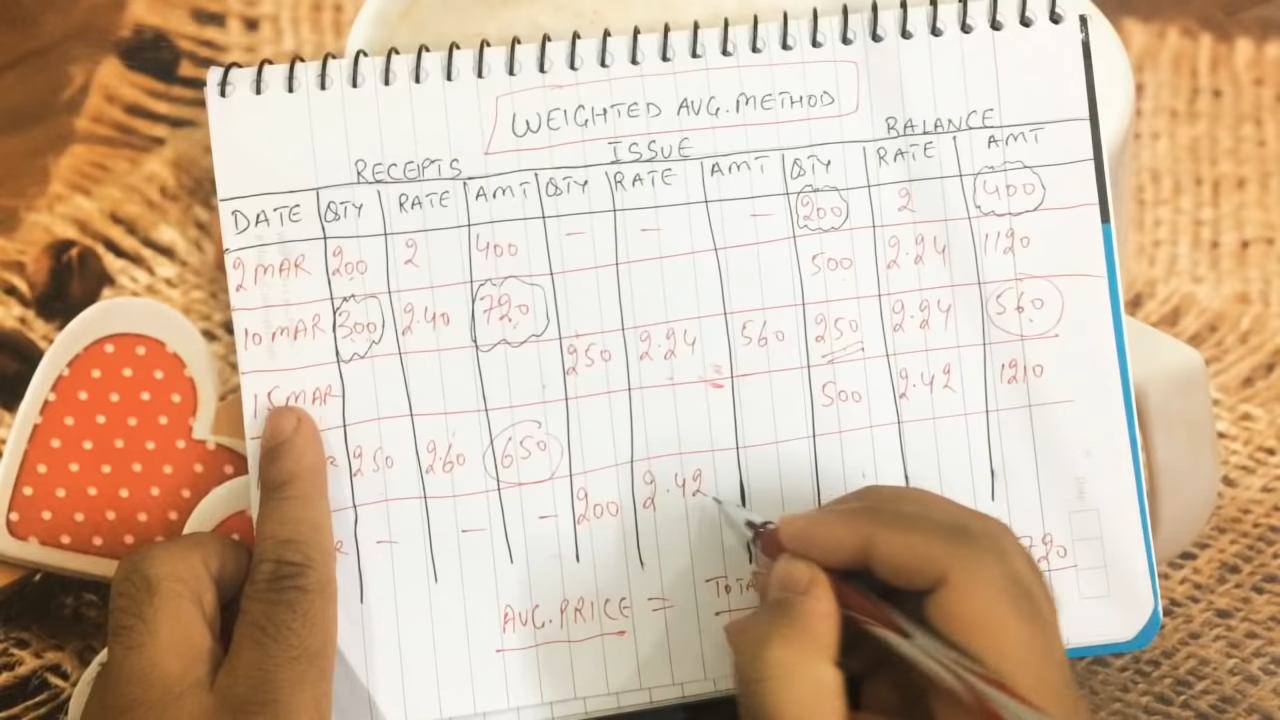 WEIGHTED AVG. METHOD
RECEPTS ISSUE BALANCE
DATE QTY RATE AMT QTY RATE AMT QTY RATE AMT
2 MAR 200 2 400 — — — 200 2 400
10 MAR 300 2.40 720 500 2.24 1120
15 MAR 250 2.24 560 250 2.24 560
250 2.60 650 500 2.42 1210
— — — 200 2.42
AVG. PRICE =